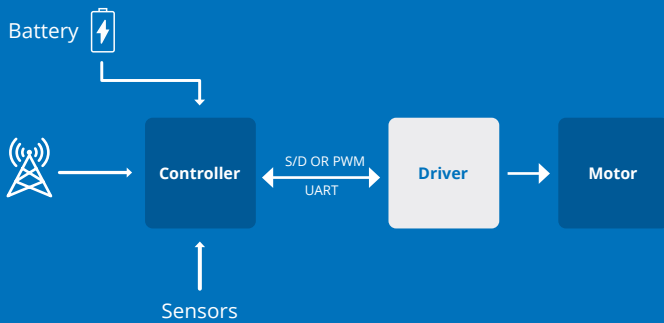 Battery
Controller
S/D OR PWM
UART
Driver
Motor
Sensors